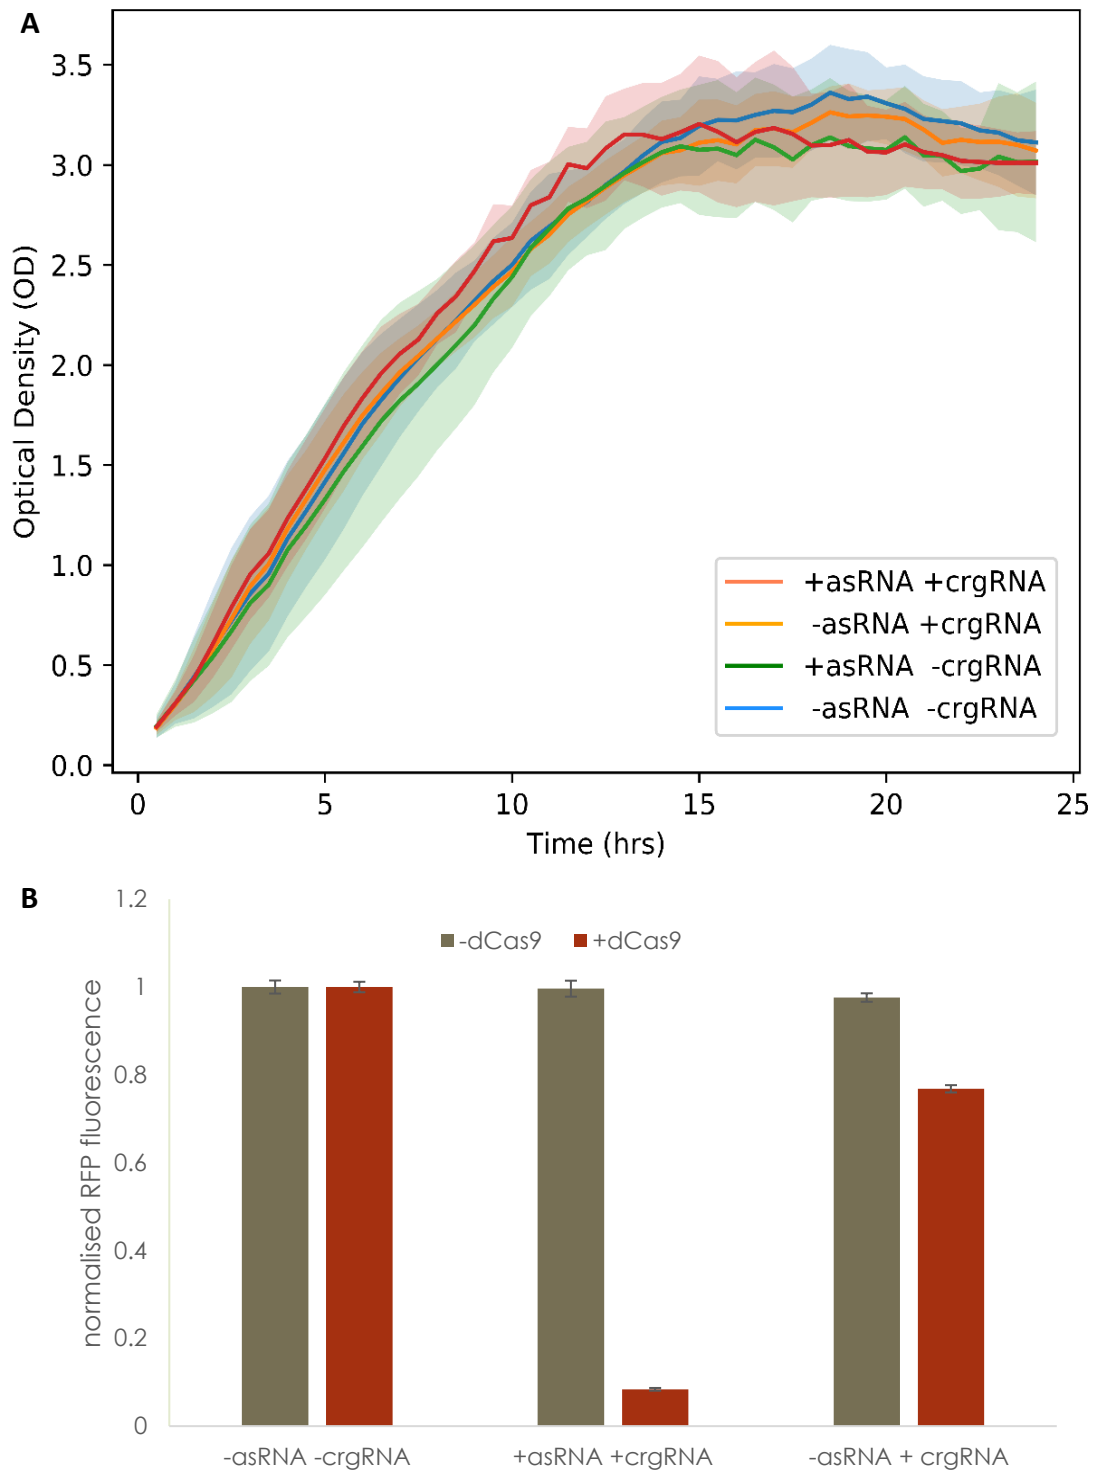 A
3.5
3.0
2.5
2.0
1.5
1.0
0.5
0.0
Optical Density (OD)
+asRNA +crgRNA
-asRNA +crgRNA
+asRNA -crgRNA
-asRNA -crgRNA
0 5 10 15 20 25
Time (hrs)
B
1.2
1
0.8
0.6
0.4
0.2
0
normalised RFP fluorescence
-dCas9 +dCas9
-asRNA -crgRNA +asRNA +crgRNA -asRNA + crgRNA